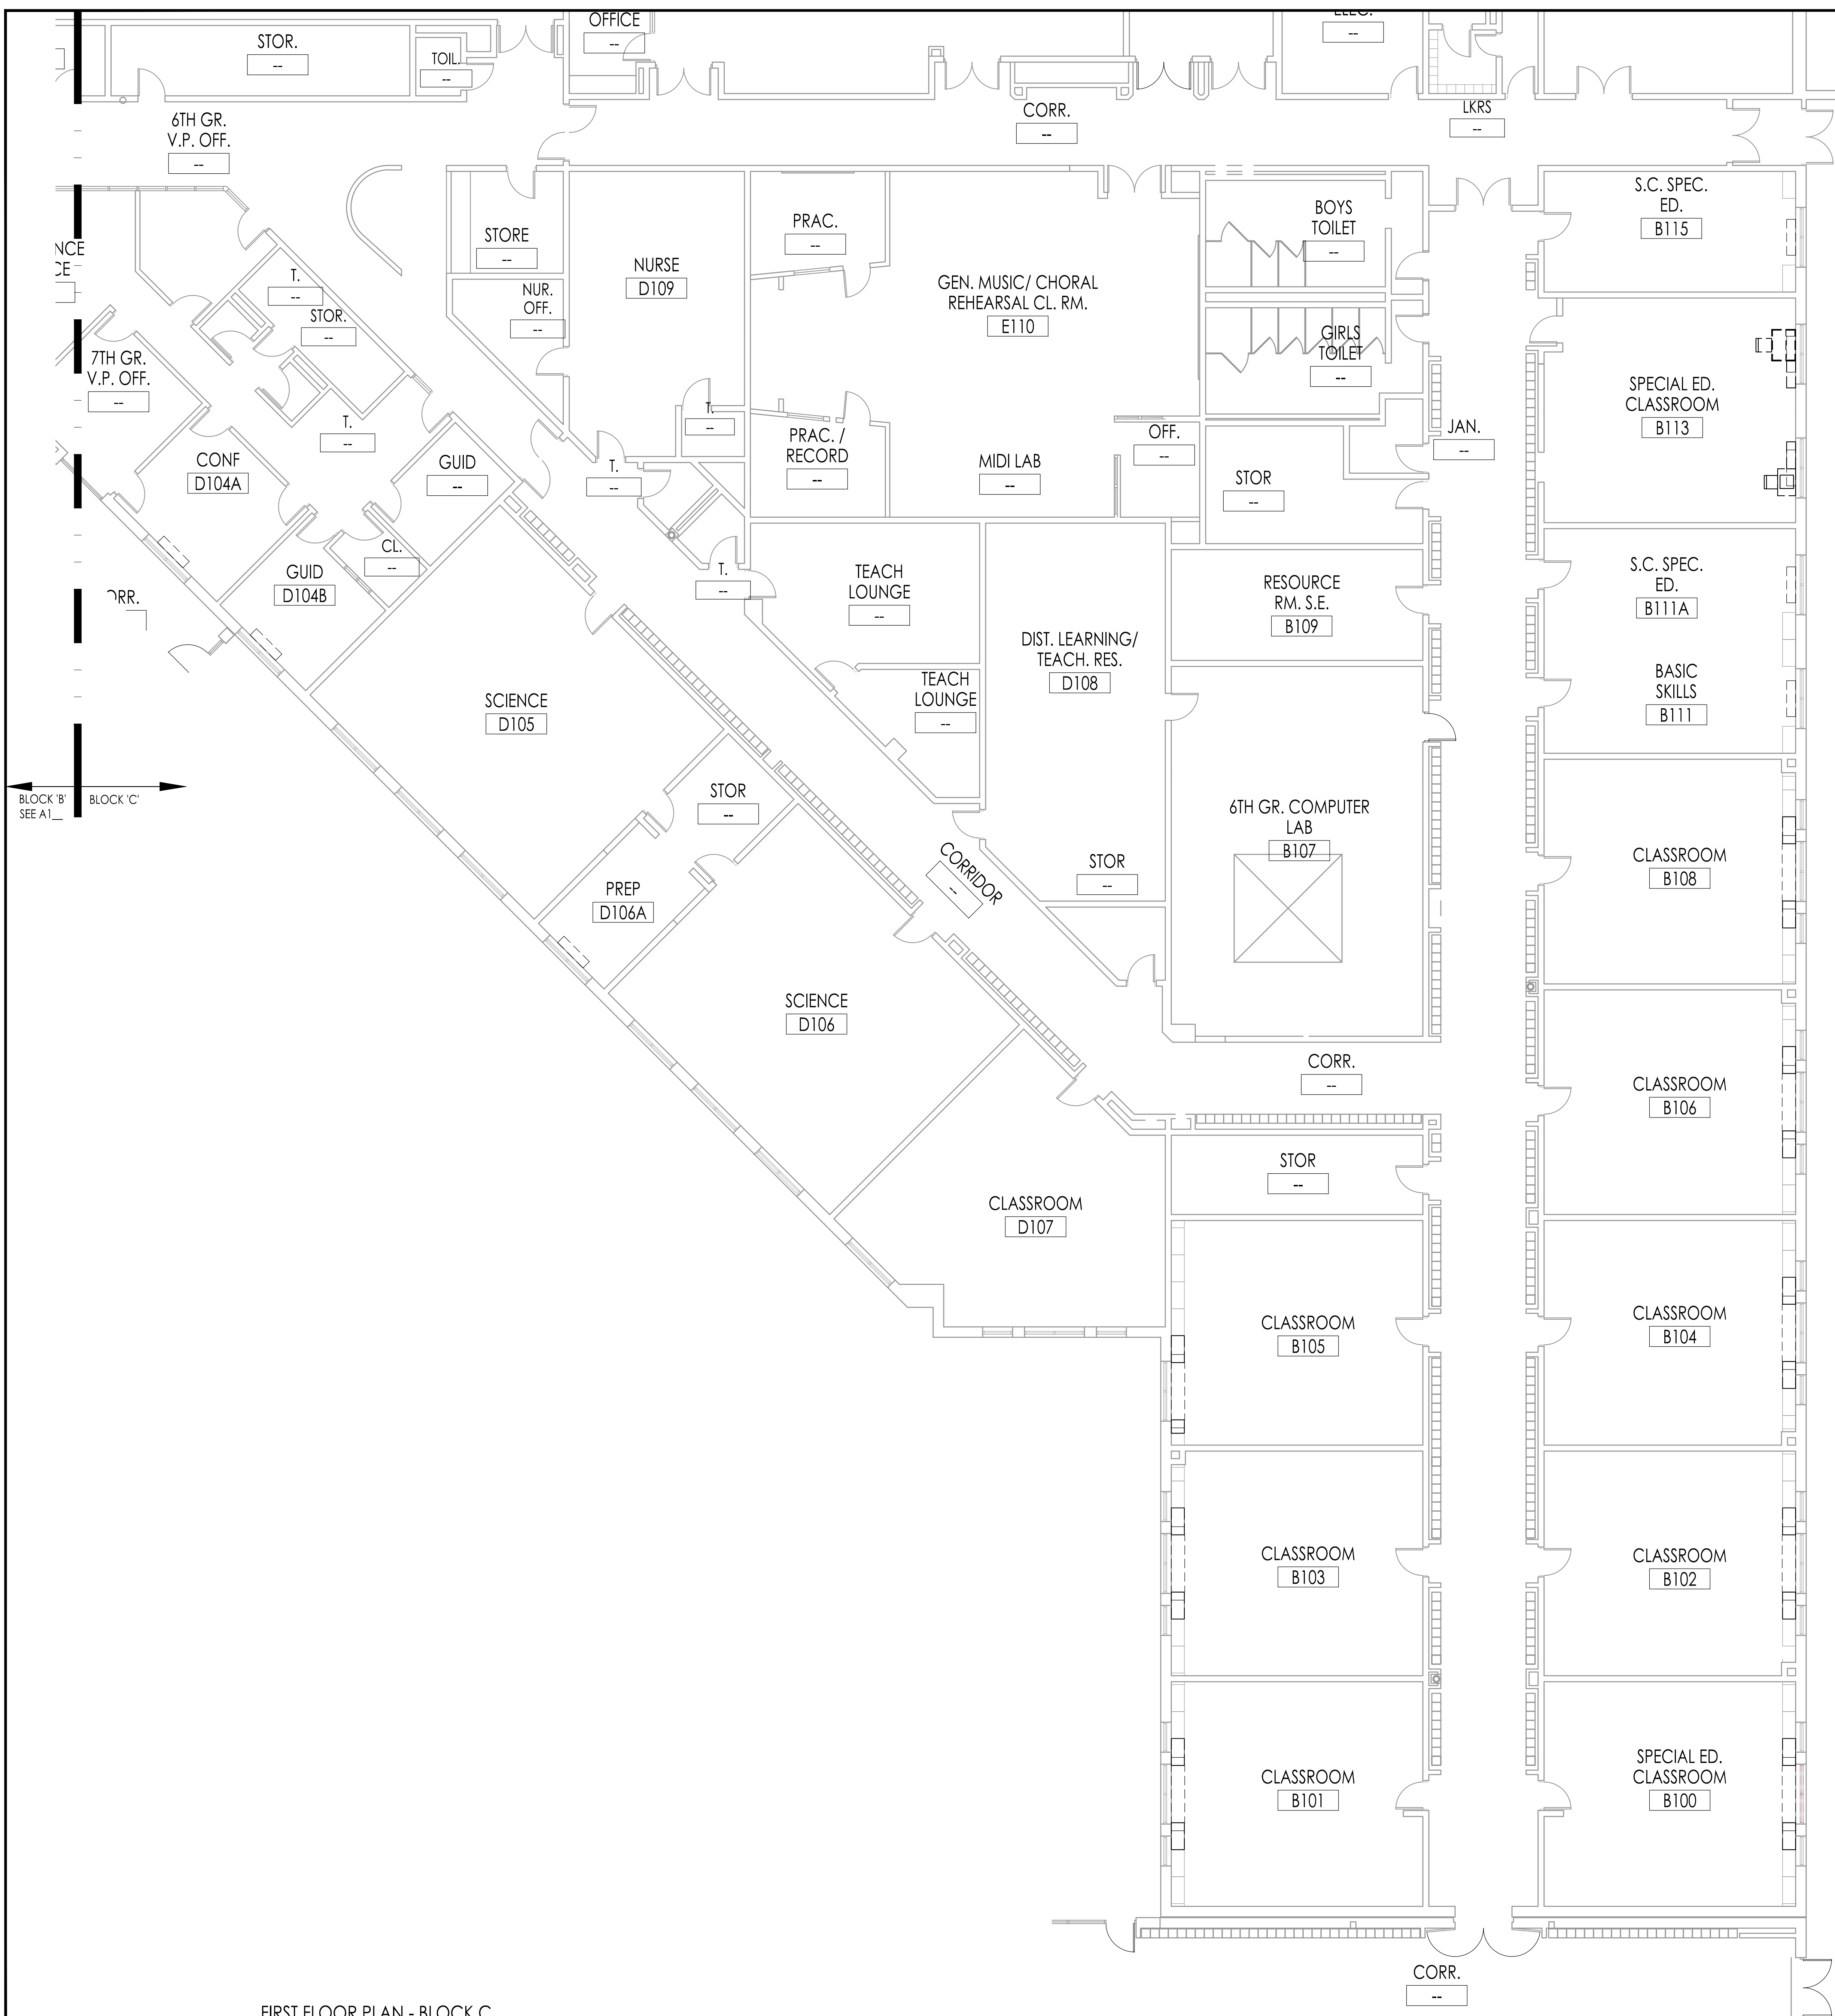 OFFICE
--
STOR.
--
TOIL.
--
--
6TH GR.
V.P. OFF.
--
CORR.
--
LKRS
--
STORE
--
NURSE
D109
NUR.
OFF.
--
PRAC.
--
GEN. MUSIC/ CHORAL
REHEARSAL CL. RM.
E110
BOYS
TOILET
--
GIRLS
TOILET
--
S.C. SPEC.
ED.
B115
T.
--
STOR.
--
7TH GR.
V.P. OFF.
--
T.
--
CONF
D104A
GUID
--
T.
--
T.
--
PRAC. /
RECORD
--
MIDI LAB
--
OFF.
--
STOR
--
JAN.
--
SPECIAL ED.
CLASSROOM
B113
CL.
--
GUID
D104B
T.
--
TEACH
LOUNGE
--
TEACH
LOUNGE
--
DIST. LEARNING/
TEACH. RES.
D108
RESOURCE
RM. S.E.
B109
S.C. SPEC.
ED.
B111A
BASIC
SKILLS
B111
SCIENCE
D105
STOR
--
PREP
D106A
BLOCK 'B'
SEE A1__
BLOCK 'C'
CORRIDOR
--
STOR
--
6TH GR. COMPUTER
LAB
B107
CLASSROOM
B108
SCIENCE
D106
CORR.
--
CLASSROOM
B106
STOR
--
CLASSROOM
D107
CLASSROOM
B105
CLASSROOM
B104
CLASSROOM
B103
CLASSROOM
B102
CLASSROOM
B101
SPECIAL ED.
CLASSROOM
B100
CORR.
--
FIRST FLOOR PLAN - BLOCK C